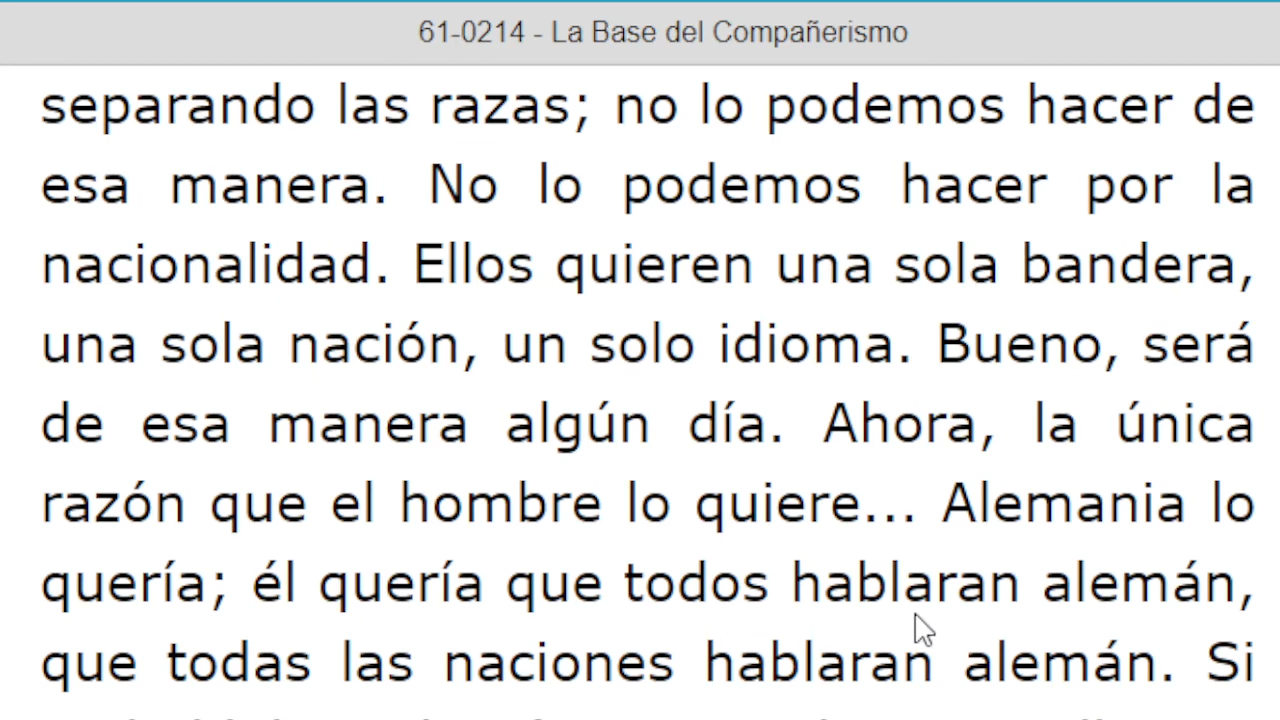 61-0214 - La Base del Compañerismo
separando las razas; no lo podemos hacer de
esa manera. No lo podemos hacer por la
nacionalidad. Ellos quieren una sola bandera,
una sola nación, un solo idioma. Bueno, será
de esa manera algún día. Ahora, la única
razón que el hombre lo quiere... Alemania lo
quería; él quería que todos hablaran alemán,
que todas las naciones hablaran alemán. Si